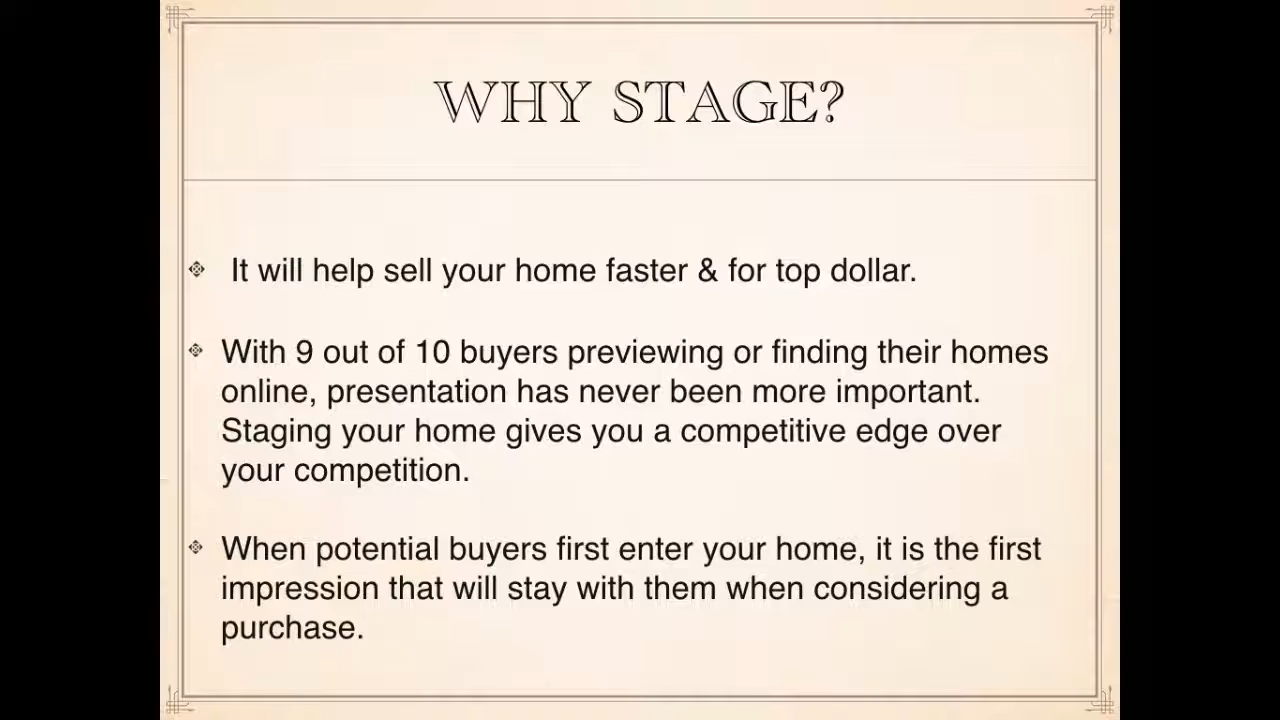 WHY STAGE?
It will help sell your home faster & for top dollar.
With 9 out of 10 buyers previewing or finding their homes
online, presentation has never been more important.
Staging your home gives you a competitive edge over
your competition.
When potential buyers first enter your home, it is the first
impression that will stay with them when considering a
purchase.